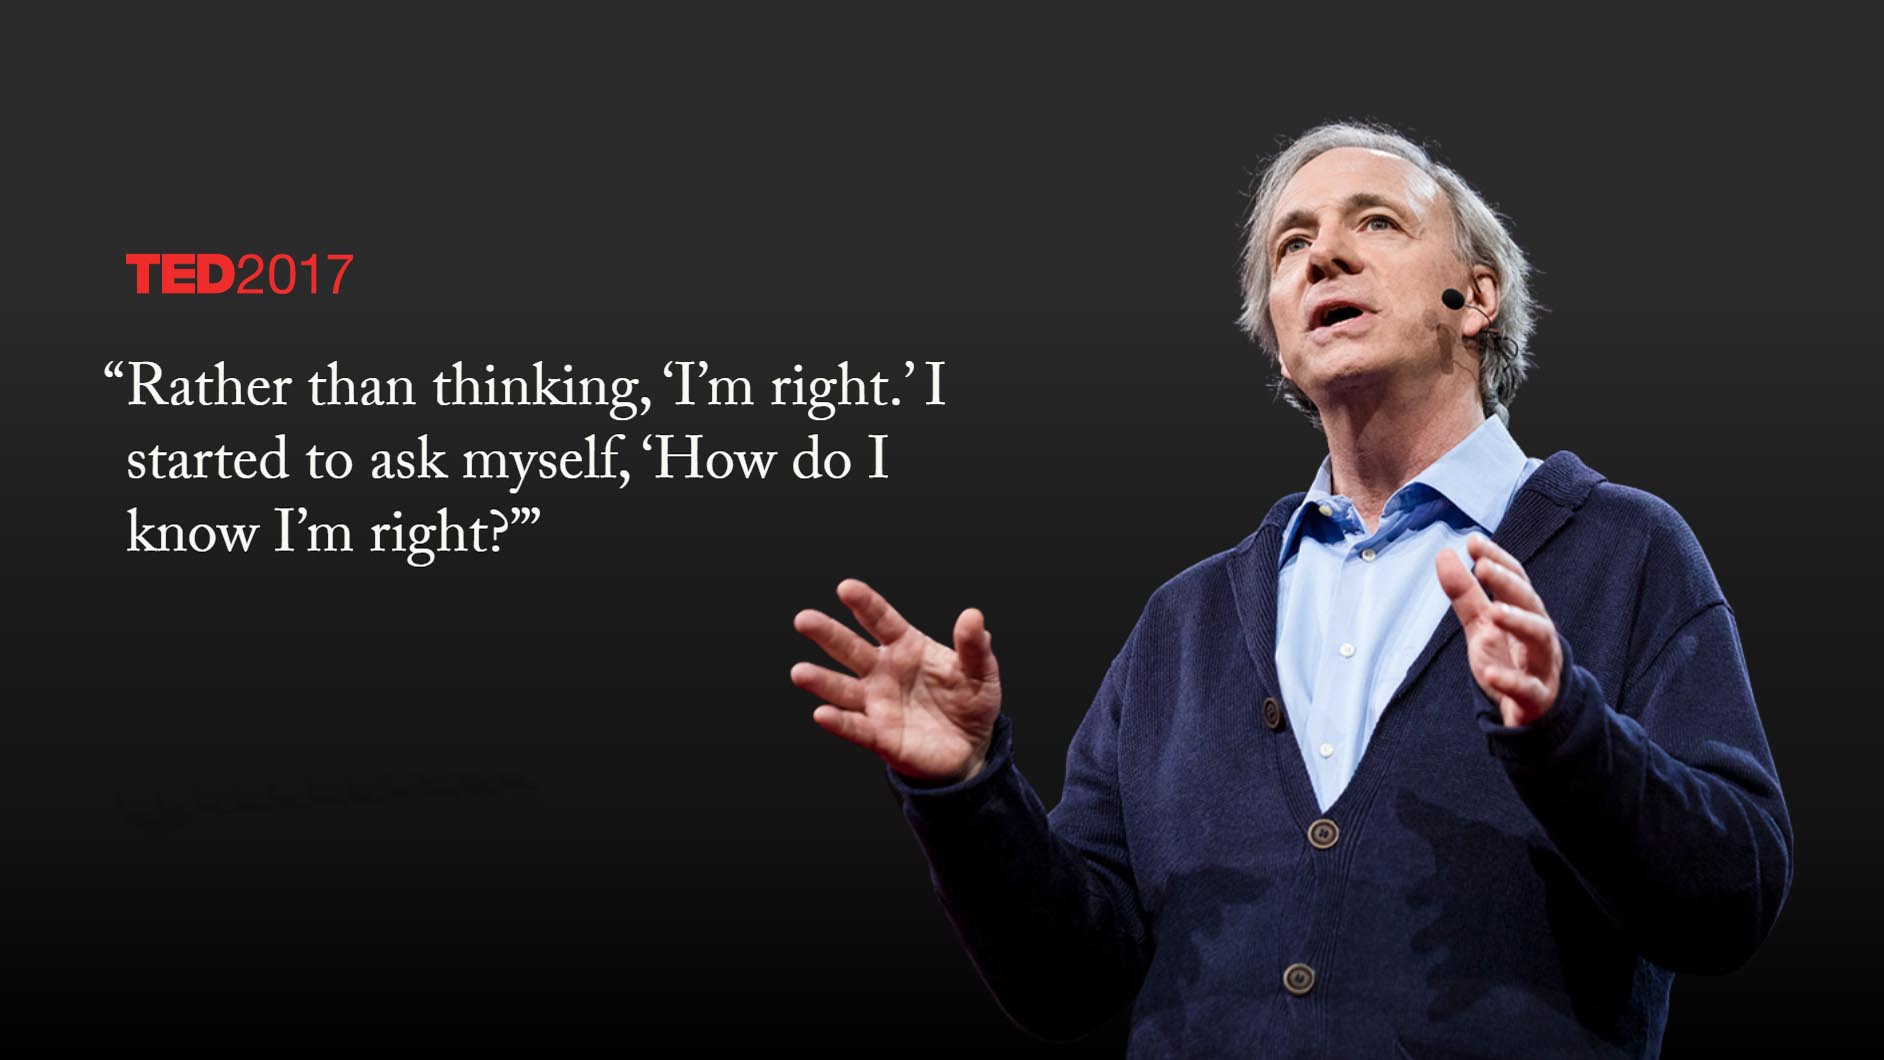 TED2017
“Rather than thinking, ‘I’m right.’ I
started to ask myself, ‘How do I
know I’m right?’”